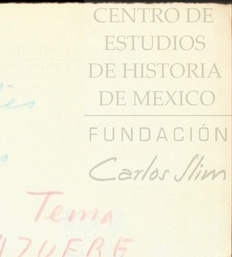 CENTRO DE
ESTUDIOS
DE HISTORIA
DE MEXICO
FUNDACIÓN
Carlos Slim
Tema